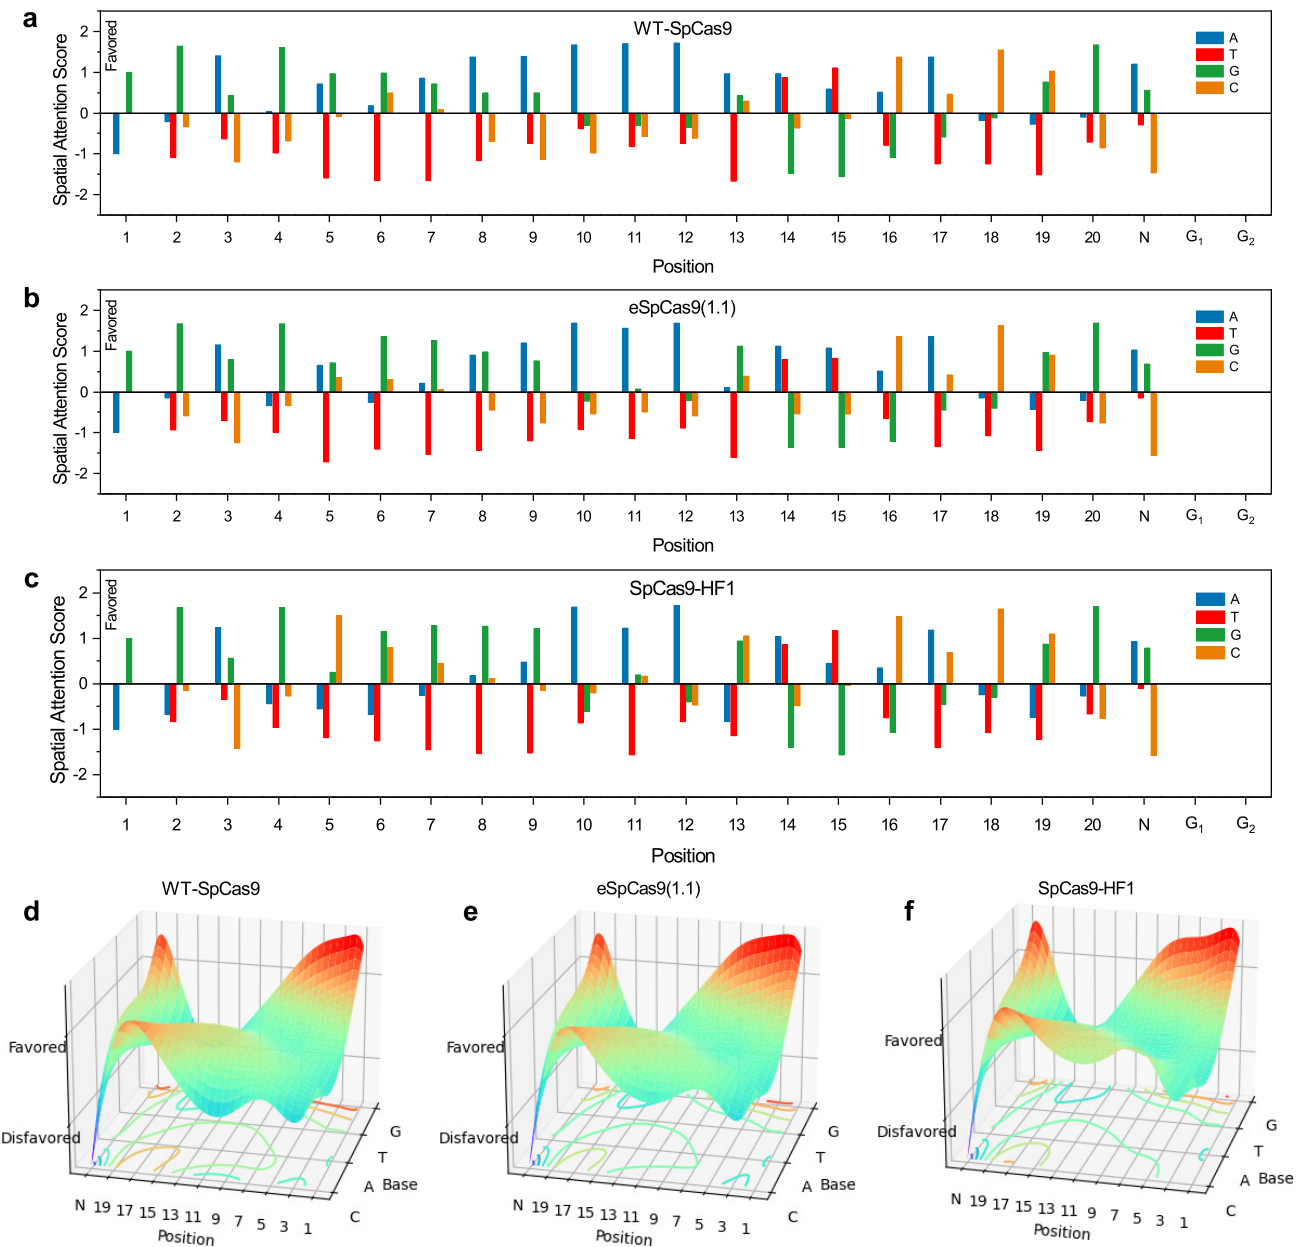 a
WT-SpCas9
Favored
Spatial Attention Score
2
1
0
-1
-2
A
T
G
C
1 2 3 4 5 6 7 8 9 10 11 12 13 14 15 16 17 18 19 20 N G1 G2
Position
b
eSpCas9(1.1)
Favored
Spatial Attention Score
2
1
0
-1
-2
A
T
G
C
1 2 3 4 5 6 7 8 9 10 11 12 13 14 15 16 17 18 19 20 N G1 G2
Position
c
SpCas9-HF1
Favored
Spatial Attention Score
2
1
0
-1
-2
A
T
G
C
1 2 3 4 5 6 7 8 9 10 11 12 13 14 15 16 17 18 19 20 N G1 G2
Position
d
WT-SpCas9
Favored
Disfavored
G
T
A Base
C
N 19 17 15 13 11 9 7 5 3 1
Position
e
eSpCas9(1.1)
Favored
Disfavored
G
T
A Base
C
N 19 17 15 13 11 9 7 5 3 1
Position
f
SpCas9-HF1
Favored
Disfavored
G
T
A Base
C
N 19 17 15 13 11 9 7 5 3 1
Position